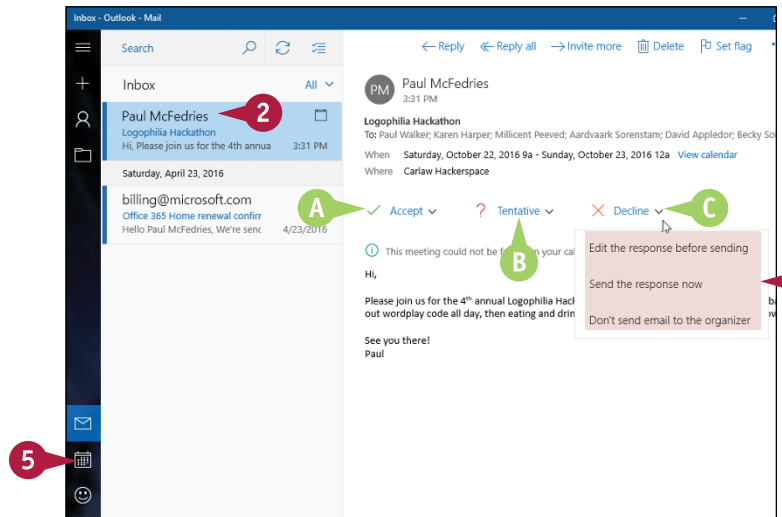 Inbox - Outlook - Mail
Search
Reply Reply all Invite more Delete Set flag
Inbox All
PM Paul McFedries
3:31 PM
Paul McFedries 2
Logophilia Hackathon
Hi, Please join us for the 4th annua 3:31 PM
Saturday, April 23, 2016
billing@microsoft.com
Office 365 Home renewal confirr
Hello Paul McFedries, We're senc 4/23/2016
Logophilia Hackathon
To: Paul Walker; Karen Harper; Millicent Peeved; Aardvaark Sorenstam; David Appledor; Becky So
When Saturday, October 22, 2016 9a - Sunday, October 23, 2016 12a View calendar
Where Carlaw Hackerspace
A Accept ? Tentative Decline C
B
This meeting could not be f n your cal
Edit the response before sending
Send the response now
Don't send email to the organizer
Hi,
Please join us for the 4th annual Logophilia Hack
out wordplay code all day, then eating and drin
See you there!
Paul
5